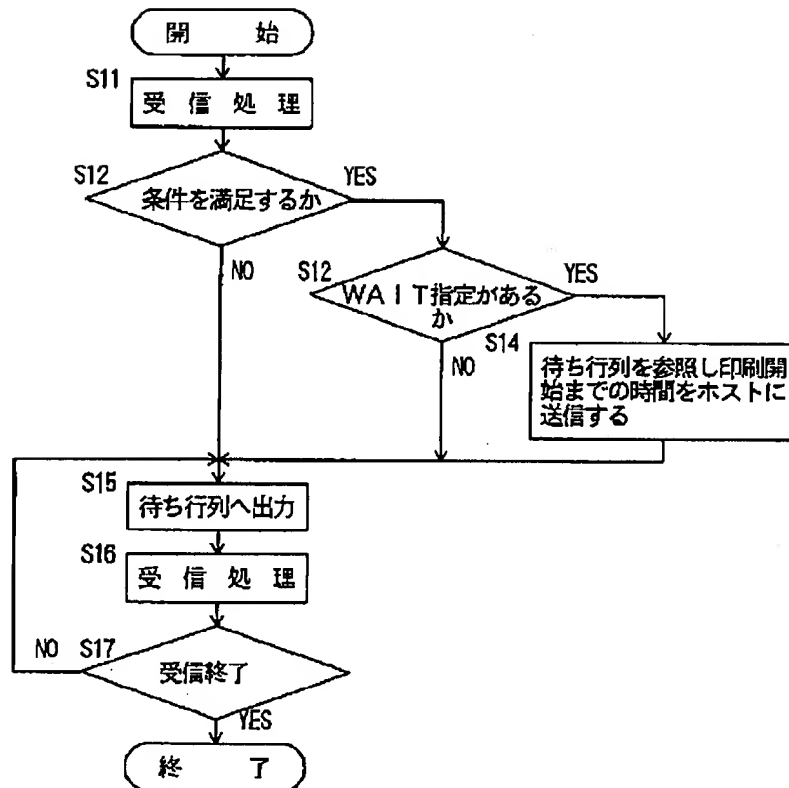 開 始
S11
受 信 処 理
S12
条件を満足するか
YES
NO
S12
WAIT指定がある
か
YES
S14
NO
待ち行列を参照し印刷開
始までの時間をホストに
送信する
S15
待ち行列へ出力
S16
受 信 処 理
NO
S17
受信終了
YES
終 了